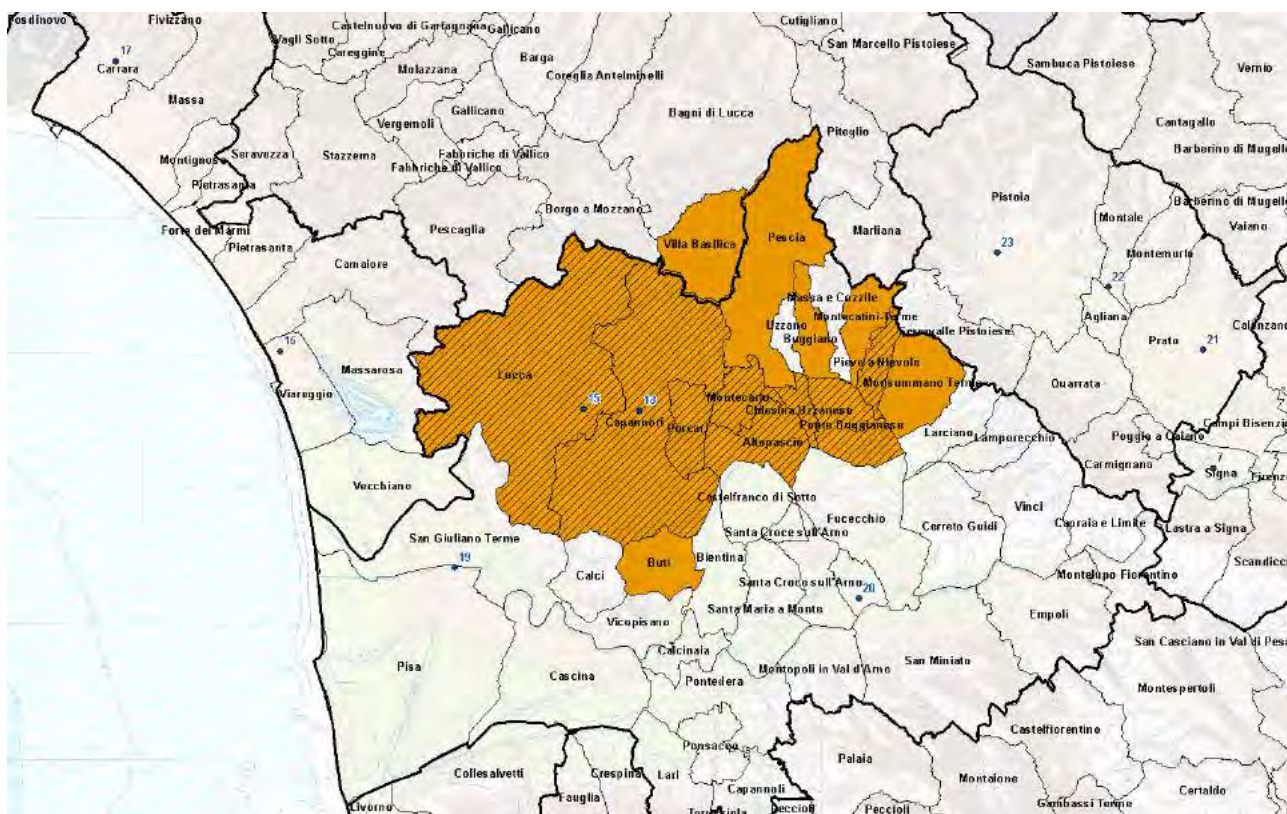 Fosdinovo
Fivizzano
Castelnuovo di Garfagnana
Gallicano
Cutigliano
Vagli Sotto
Careggine
Barga
San Marcello Pistoiese
17
Carrara
Molazzana
Coreglia Antelminelli
Sambuca Pistoiese
Vernio
Massa
Gallicano
Bagni di Lucca
Vergemoli
Piteglio
Cantagallo
Montignoso
Seravezza
Stazzema
Fabbriche di Vallico
Fabbriche di Vallico
Barberino di Mugello
Pietrasanta
Pistoia
Borgo a Mozzano
Barberino di Mugello
Forte dei Marmi
Pescaglia
Villa Basilica
Pescia
Marliana
Montale
Vaiano
Pietrasanta
Camaiore
23
Montemurlo
22
Massa e Cozzile
Montecatini-Terme
Agliana
Uzzano
Buggiano
Serravalle Pistoiese
Calenzano
Prato
21
16
Massarosa
Lucca
Pieve a Nievole
Quarrata
Viareggio
Monsummano Terme
15
13
Montecarlo
Chiesina Uzzanese
Capannori
Porcari
Ponte Buggianese
Campi Bisenzio
Altopascio
Larciano
Lamporecchio
Poggio a Caiano
Carmignano
7
Signa
Firenze
Vecchiano
Castelfranco di Sotto
Fucecchio
Vinci
Cerreto Guidi
Capraia e Limite
Lastra a Signa
San Giuliano Terme
Santa Croce sull'Arno
19
Bientina
Buti
Calci
Scandicci
Montelupo Fiorentino
Santa Croce sull'Arno
20
Santa Maria a Monte
Empoli
Vicopisano
San Casciano in Val di Pesa
Calcinaia
Pisa
San Miniato
Montopoli in Val d'Arno
Cascina
Pontedera
Montespertoli
Castelfiorentino
Ponsacco
Palaia
Collesalvetti
Crespina
Lari
Montaione
Capannoli
Certaldo
Fauglia
Livorno
Peccioli
Peccioli
Gambassi Terme
Terricciola